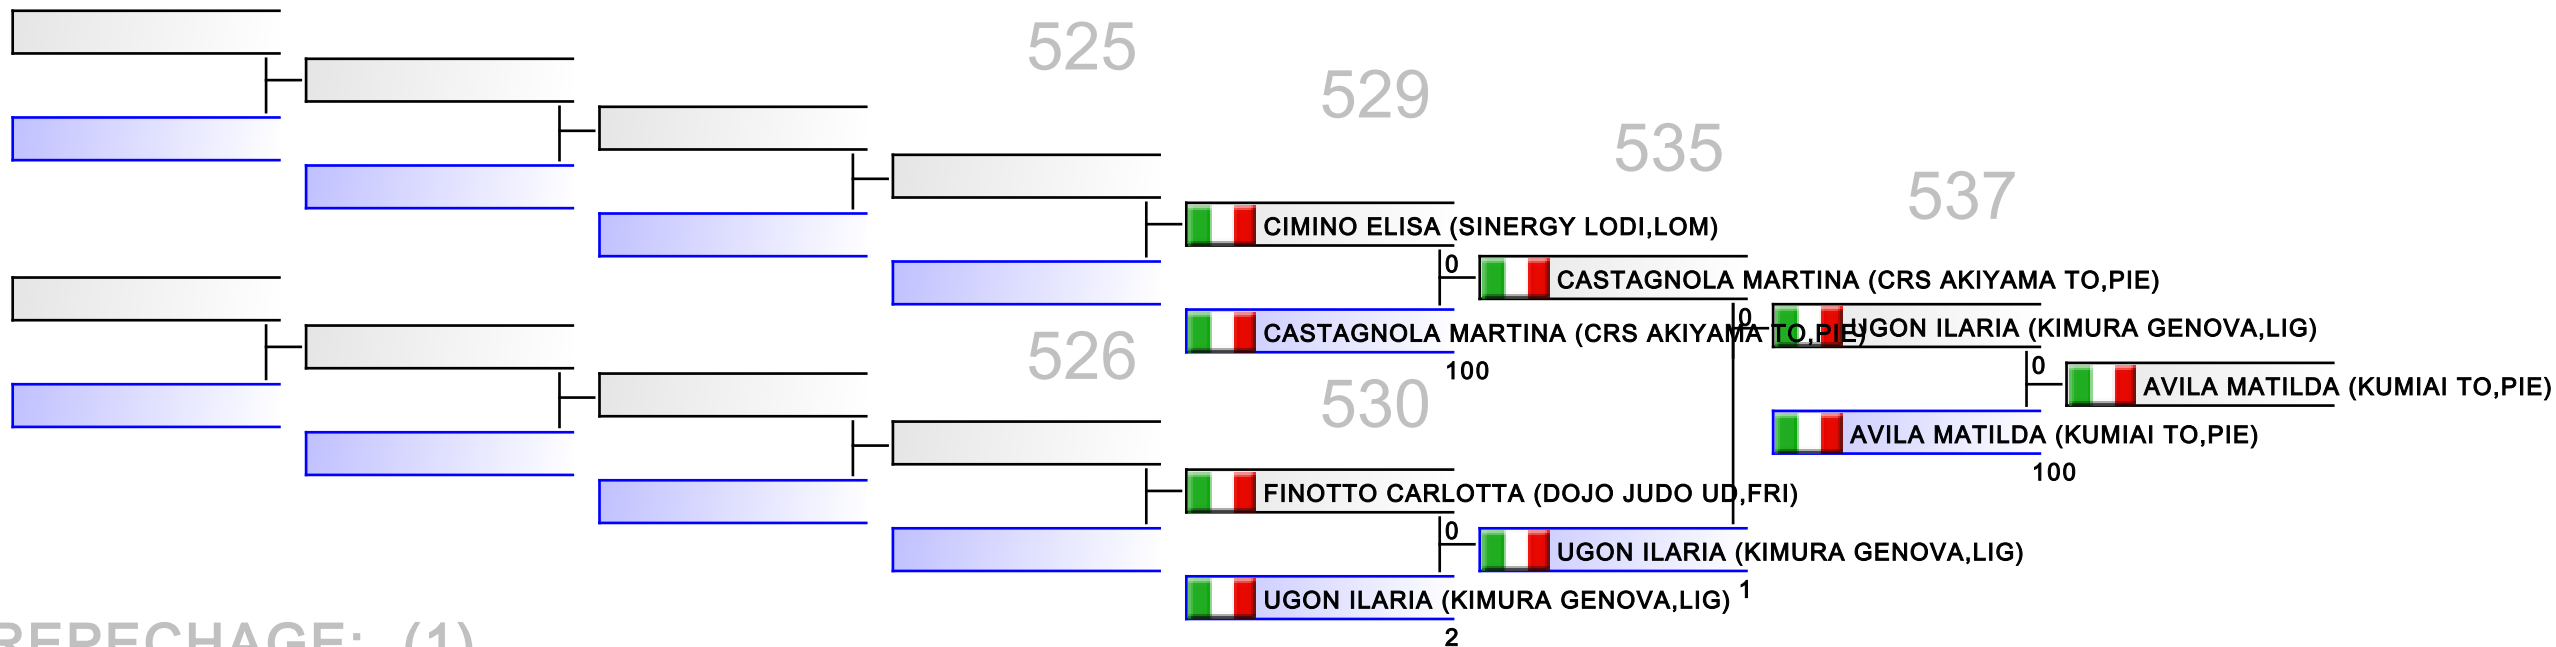 525
529
535
537
CIMINO ELISA (SINERGY LODI,LOM)
0
CASTAGNOLA MARTINA (CRS AKIYAMA TO,PIE)
CASTAGNOLA MARTINA (CRS AKIYAMA TO,PIE)
100
0
UGON ILARIA (KIMURA GENOVA,LIG)
0
AVILA MATILDA (KUMIAI TO,PIE)
AVILA MATILDA (KUMIAI TO,PIE)
100
526
530
FINOTTO CARLOTTA (DOJO JUDO UD,FRI)
0
UGON ILARIA (KIMURA GENOVA,LIG)
1
UGON ILARIA (KIMURA GENOVA,LIG)
2
REPECHAGE: (1)